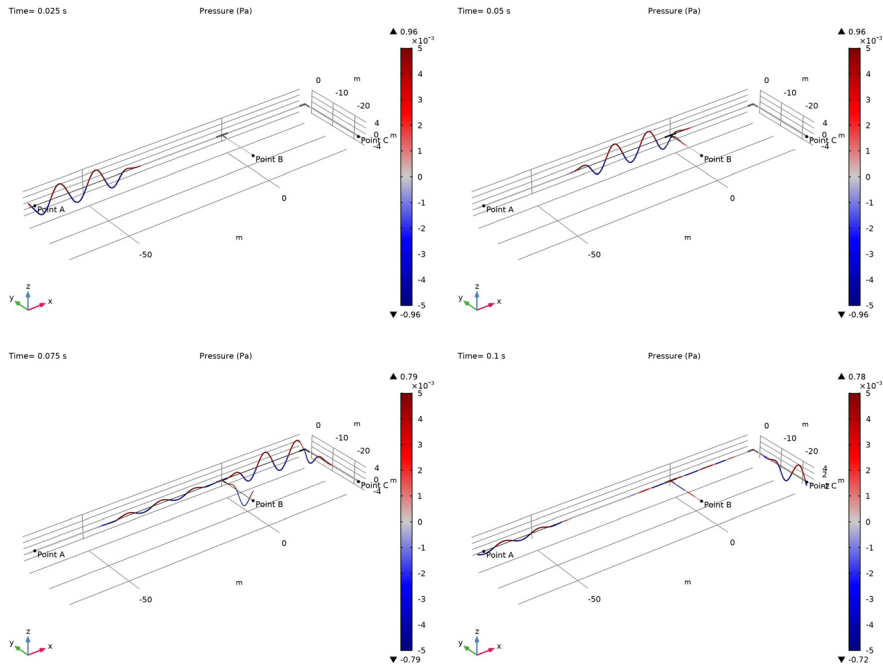 Time= 0.025 s Pressure (Pa)
▲ 0.96
×10⁻³
5
4
3
2
1
0
-1
-2
-3
-4
-5
▼ -0.96
0 m
-10
-20
4
0 m
-4
Point C
Point B
0
Point A
m
-50
z
y x
Time= 0.05 s Pressure (Pa)
▲ 0.96
×10⁻³
5
4
3
2
1
0
-1
-2
-3
-4
-5
▼ -0.96
0 m
-10
-20
4
0 m
-4
Point C
Point B
0
Point A
m
-50
z
y x
Time= 0.075 s Pressure (Pa)
▲ 0.79
×10⁻³
5
4
3
2
1
0
-1
-2
-3
-4
-5
▼ -0.79
0 m
-10
-20
4
0 m
-4
Point C
Point B
0
Point A
m
-50
z
y x
Time= 0.1 s Pressure (Pa)
▲ 0.78
×10⁻³
5
4
3
2
1
0
-1
-2
-3
-4
-5
▼ -0.72
0 m
-10
-20
4
2 m
Point C
Point B
0
Point A
m
-50
z
y x